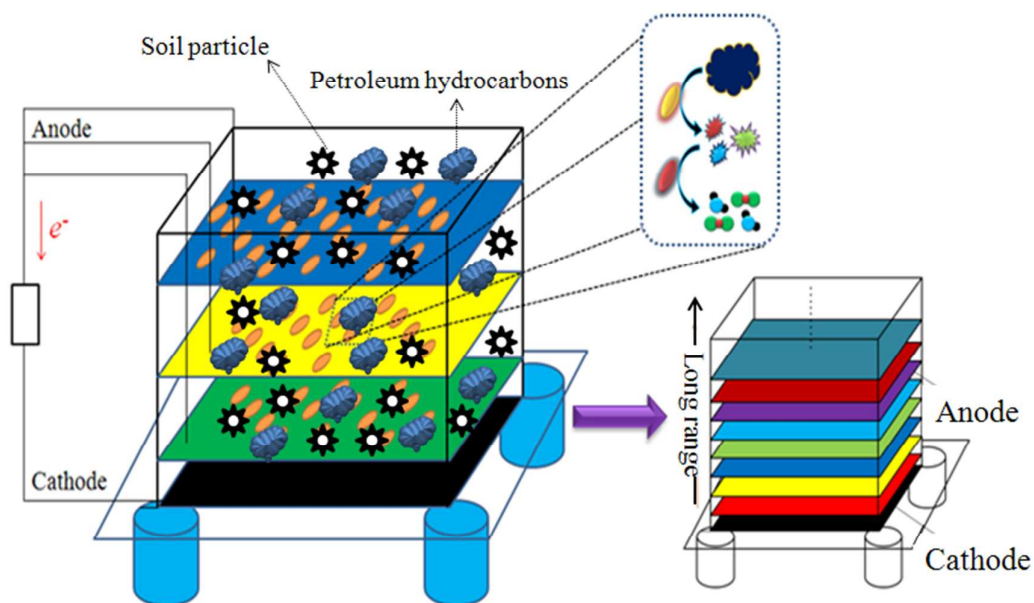 Soil particle
Petroleum hydrocarbons
Anode
e-
Cathode
Long range
Anode
Cathode